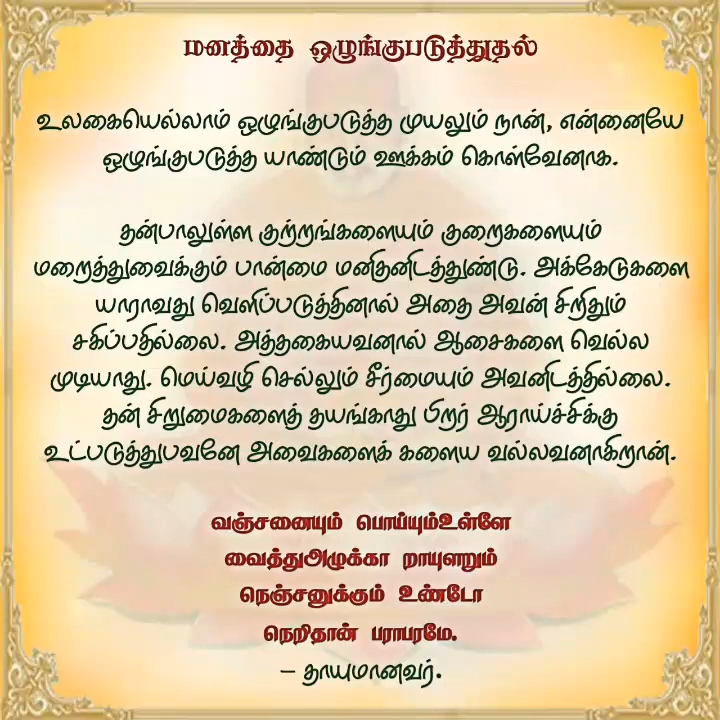 மனத்தை ஒழுங்குபடுத்துதல்
உலகையெல்லாம் ஒழுங்குபடுத்த முயலும் நான், என்னையே
ஒழுங்குபடுத்த யாண்டும் ஊக்கம் கொள்வேனாக.
தன்பாலுள்ள குற்றங்களையும் குறைகளையும்
மறைத்துவைக்கும் பான்மை மனிதனிடத்துண்டு. அக்கேடுகளை
யாராவது வெளிப்படுத்தினால் அதை அவன் சிறிதும்
சகிப்பதில்லை. அத்தகையவனால் ஆசைகளை வெல்ல
முடியாது. மெய்வழி செல்லும் சீர்மையும் அவனிடத்தில்லை.
தன் சிறுமைகளைத் தயங்காது பிறர் ஆராய்ச்சிக்கு
உட்படுத்துபவனே அவைகளைக் களைய வல்லவனாகிறான்.
வஞ்சனையும் பொய்யும்உள்ளே
வைத்துஅழுக்கா றாயுளறும்
நெஞ்சனுக்கும் உண்டோ
நெறிதான் பராபரமே.
– தாயுமானவர்.